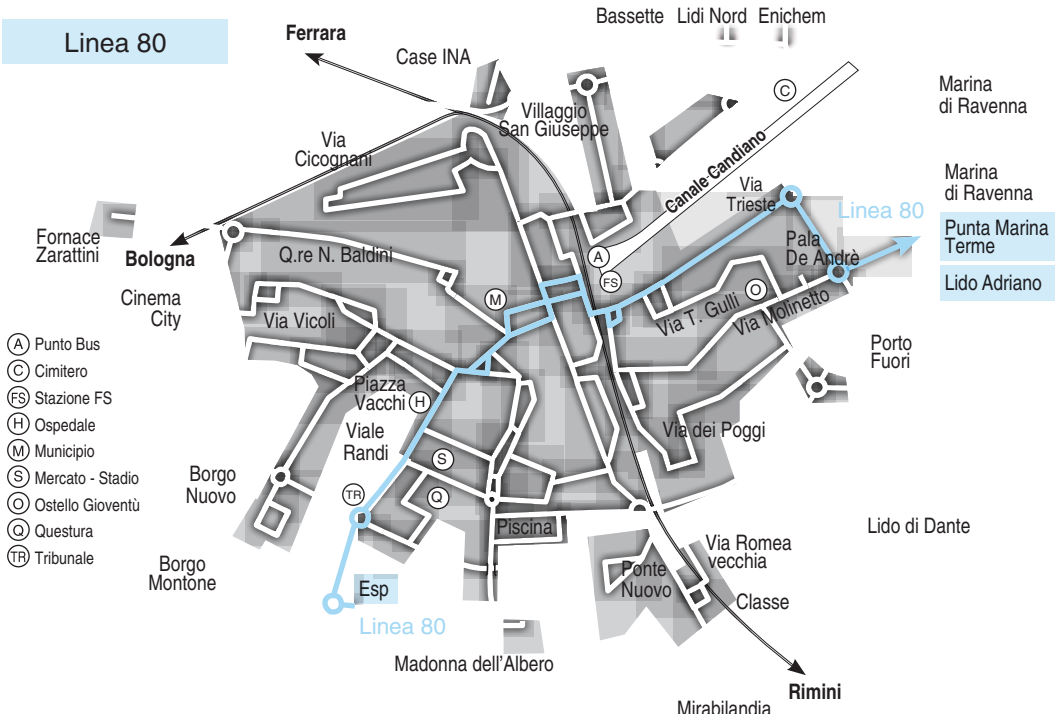 Linea 80
Ferrara
Case INA
Bassette
Lidi Nord
Enichem
C
Marina
di Ravenna
Villaggio
San Giuseppe
Via
Cicognani
Canale Candiano
Via
Trieste
Marina
di Ravenna
Linea 80
Punta Marina
Terme
Lido Adriano
Pala
De Andrè
Fornace
Zarattini
Bologna
Q.re N. Baldini
A
FS
M
O
Via T. Gulli
Via Molinetto
Cinema
City
Via Vicoli
Porto
Fuori
A Punto Bus
C Cimitero
FS Stazione FS
H Ospedale
M Municipio
S Mercato - Stadio
O Ostello Gioventù
Q Questura
TR Tribunale
Piazza
Vacchi
H
Viale
Randi
Via dei Poggi
S
Q
TR
Borgo
Nuovo
Piscina
Lido di Dante
Via Romea
vecchia
Borgo
Montone
Ponte
Nuovo
Esp
Classe
Linea 80
Madonna dell'Albero
Rimini
Mirabilandia